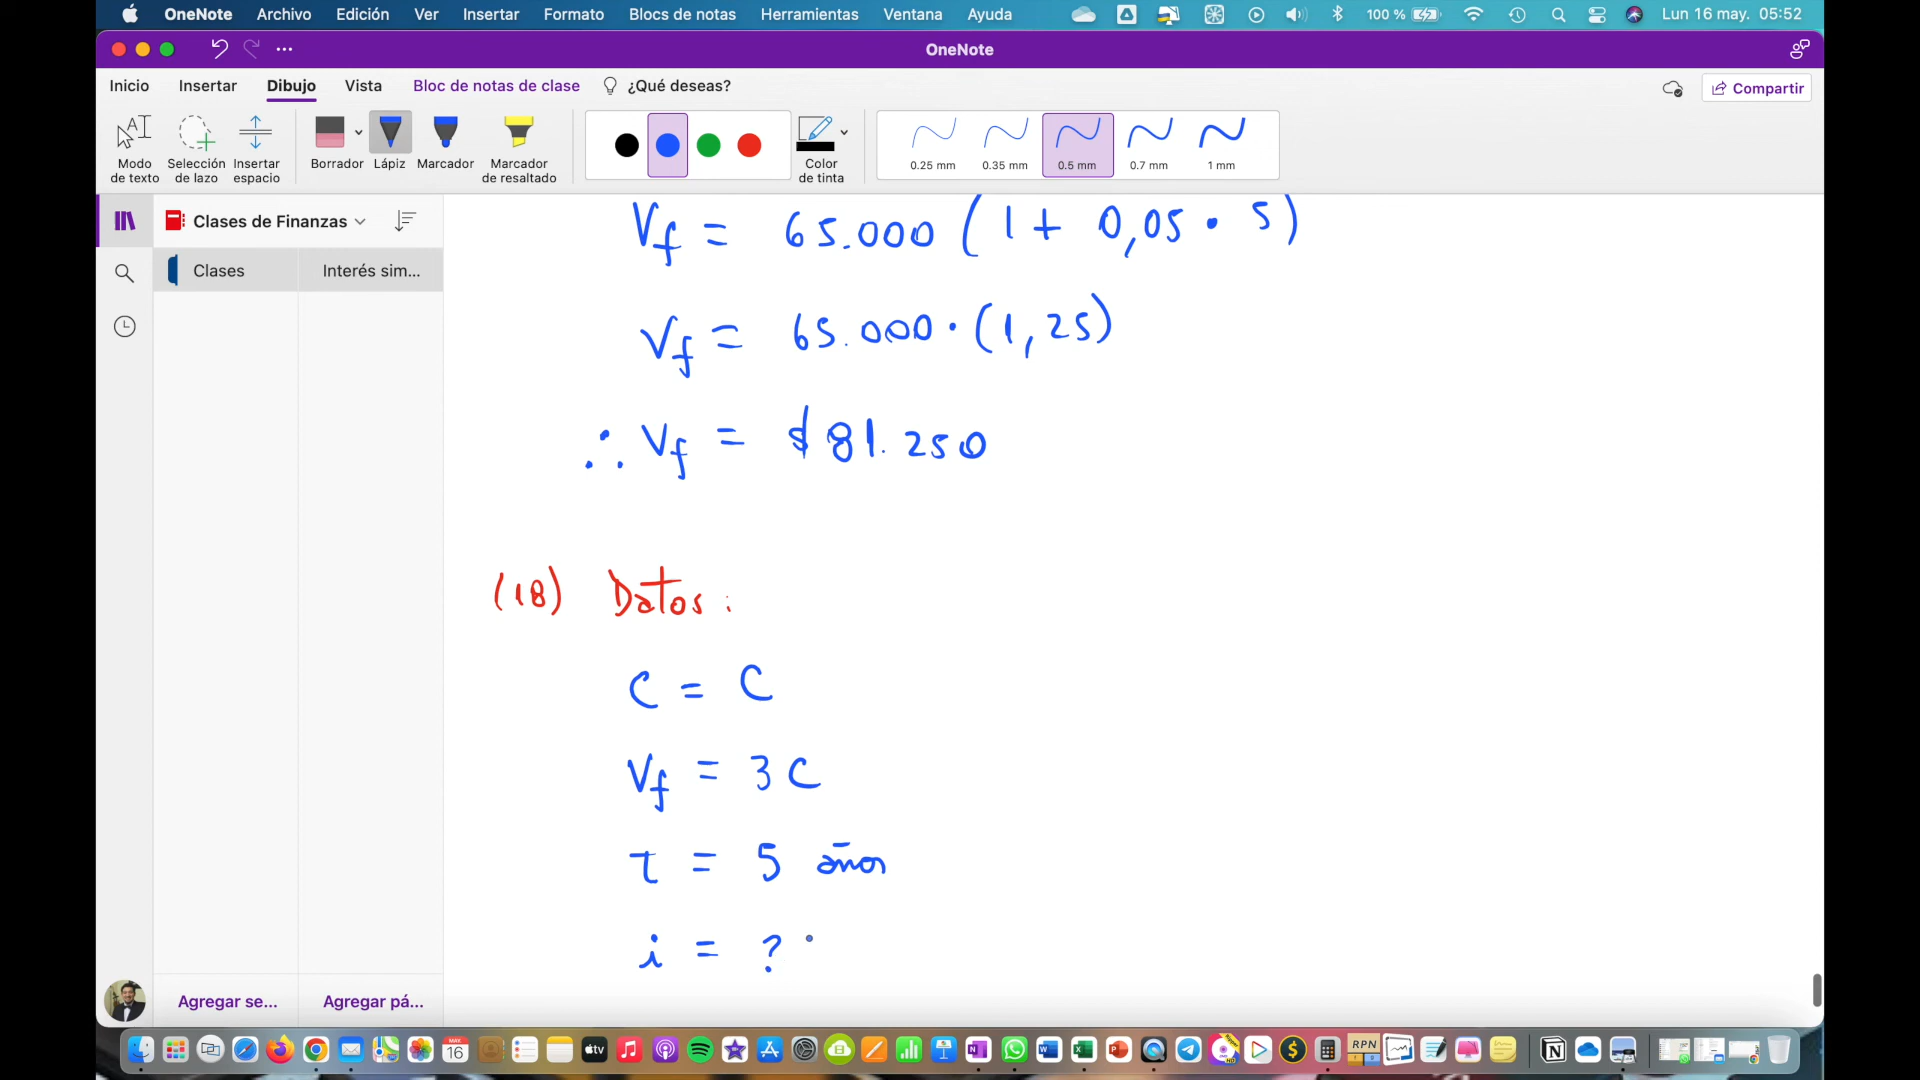 OneNote Archivo Edición Ver Insertar Formato Blocs de notas Herramientas Ventana Ayuda 100 % Lun 16 may. 05:52
OneNote
Inicio Insertar Dibujo Vista Bloc de notas de clase ¿Qué deseas? Compartir
Modo de texto
Selección de lazo
Insertar espacio
Borrador
Lápiz
Marcador
Marcador de resaltado
Color de tinta
0.25 mm 0.35 mm 0.5 mm 0.7 mm 1 mm
Clases de Finanzas
Clases Interés sim...
Vf = 65.000 (1 + 0,05 · 5)
Vf = 65.000 · (1,25)
∴ Vf = $81.250
(18) Datos:
C = C
Vf = 3C
t = 5 años
i = ?
Agregar se... Agregar pá...
MAY. 16
tv
RPN